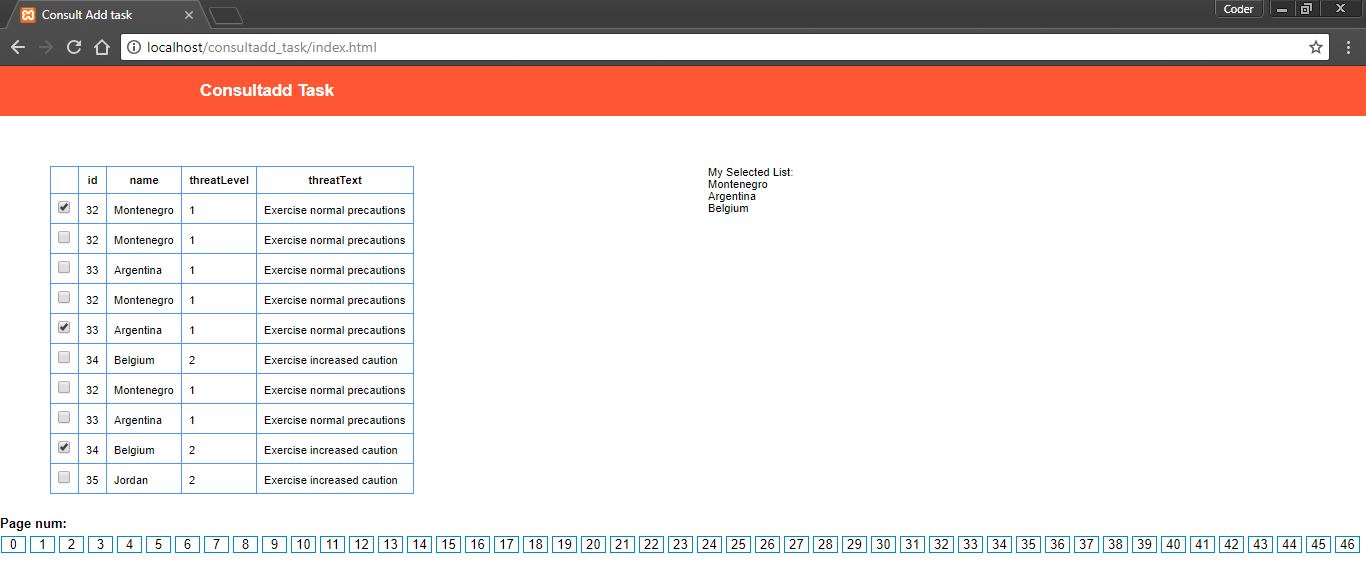 Consult Add task
Coder
localhost/consultadd_task/index.html
Consultadd Task
id name threatLevel threatText
32 Montenegro 1 Exercise normal precautions
32 Montenegro 1 Exercise normal precautions
33 Argentina 1 Exercise normal precautions
32 Montenegro 1 Exercise normal precautions
33 Argentina 1 Exercise normal precautions
34 Belgium 2 Exercise increased caution
32 Montenegro 1 Exercise normal precautions
33 Argentina 1 Exercise normal precautions
34 Belgium 2 Exercise increased caution
35 Jordan 2 Exercise increased caution
My Selected List:
Montenegro
Argentina
Belgium
Page num:
0 1 2 3 4 5 6 7 8 9 10 11 12 13 14 15 16 17 18 19 20 21 22 23 24 25 26 27 28 29 30 31 32 33 34 35 36 37 38 39 40 41 42 43 44 45 46